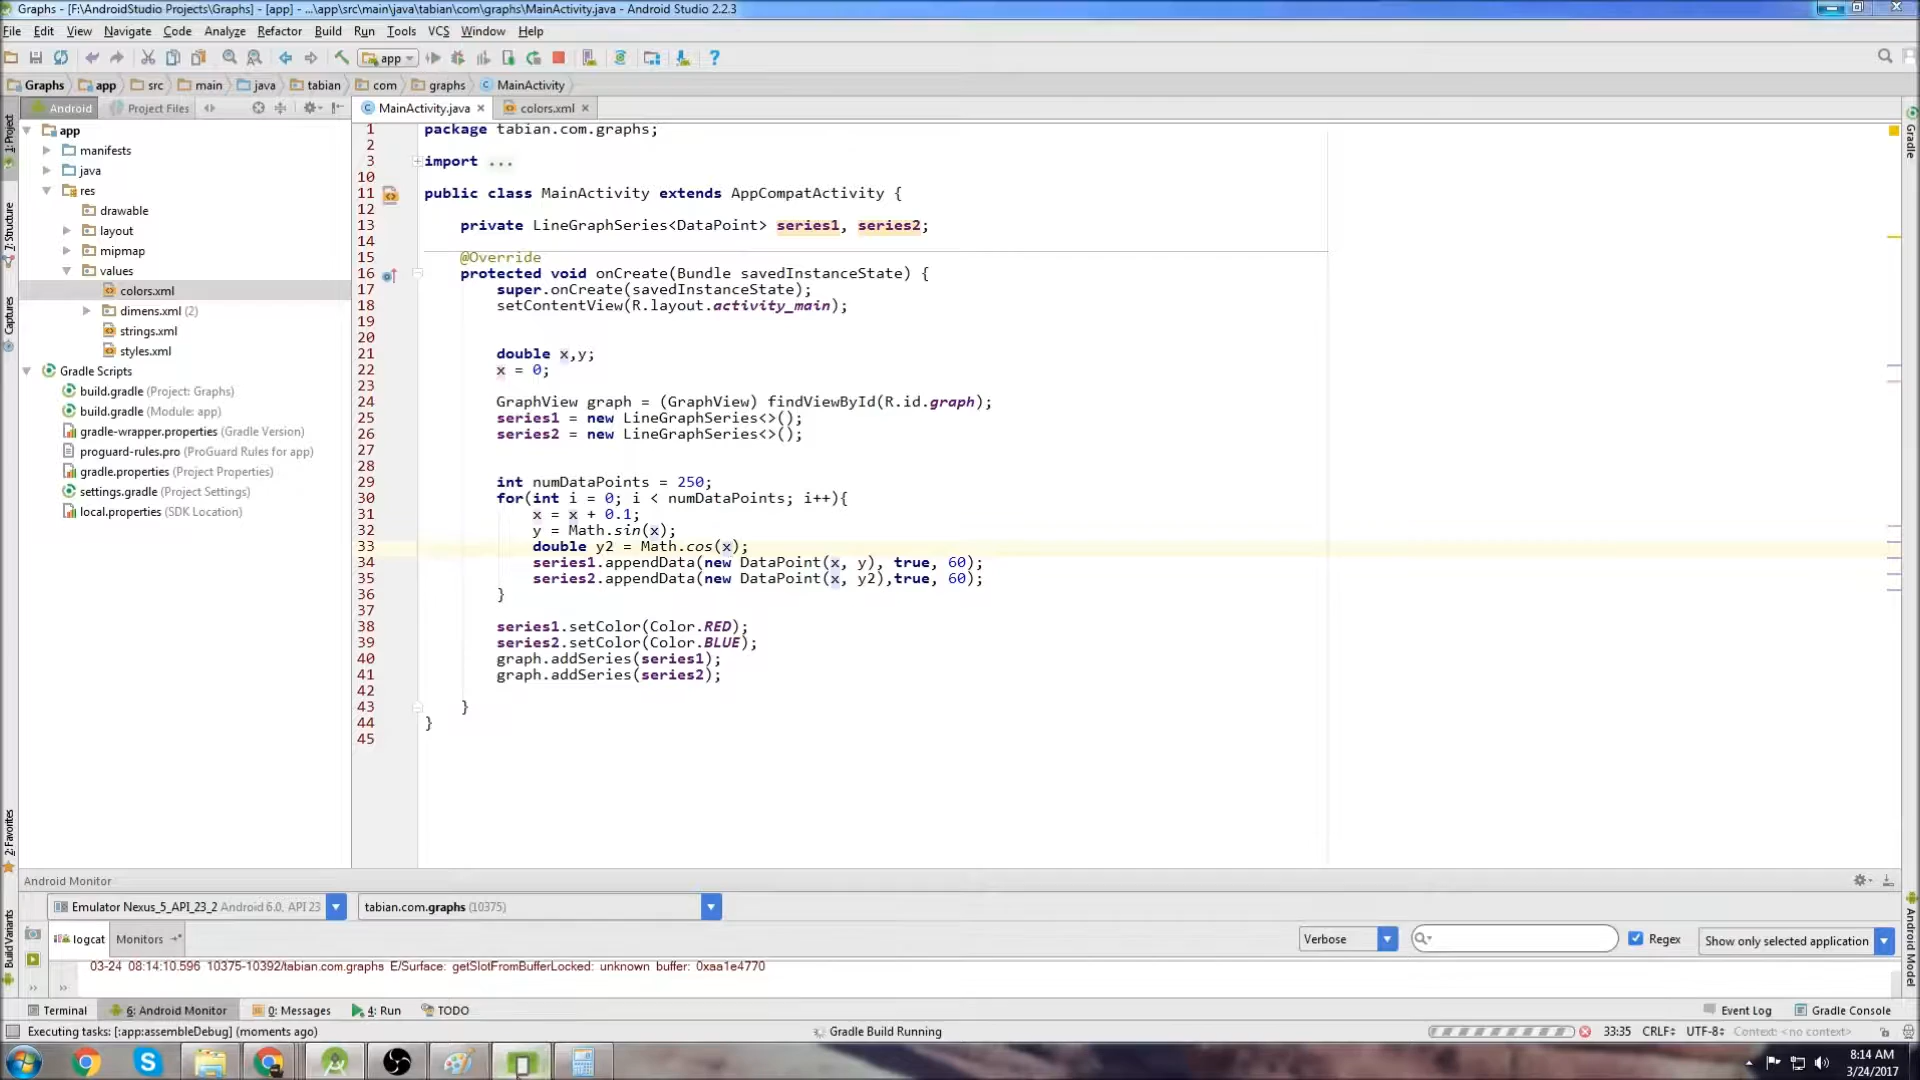 Graphs - [F:\AndroidStudio Projects\Graphs] - [app] - ...\app\src\main\java\tabian\com\graphs\MainActivity.java - Android Studio 2.2.3
File Edit View Navigate Code Analyze Refactor Build Run Tools VCS Window Help
app
Graphs app src main java tabian com graphs MainActivity
Android Project Files MainActivity.java colors.xml
1: Project
7: Structure
Captures
2: Favorites
Build Variants
Gradle
Android Model
app
manifests
java
res
drawable
layout
mipmap
values
colors.xml
dimens.xml (2)
strings.xml
styles.xml
Gradle Scripts
build.gradle (Project: Graphs)
build.gradle (Module: app)
gradle-wrapper.properties (Gradle Version)
proguard-rules.pro (ProGuard Rules for app)
gradle.properties (Project Properties)
settings.gradle (Project Settings)
local.properties (SDK Location)
1 package tabian.com.graphs;
2
3 import ...
10
11 public class MainActivity extends AppCompatActivity {
12
13 private LineGraphSeries<DataPoint> series1, series2;
14
15 @Override
16 protected void onCreate(Bundle savedInstanceState) {
17 super.onCreate(savedInstanceState);
18 setContentView(R.layout.activity_main);
19
20
21 double x,y;
22 x = 0;
23
24 GraphView graph = (GraphView) findViewById(R.id.graph);
25 series1 = new LineGraphSeries<>();
26 series2 = new LineGraphSeries<>();
27
28
29 int numDataPoints = 250;
30 for(int i = 0; i < numDataPoints; i++){
31 x = x + 0.1;
32 y = Math.sin(x);
33 double y2 = Math.cos(x);
34 series1.appendData(new DataPoint(x, y), true, 60);
35 series2.appendData(new DataPoint(x, y2),true, 60);
36 }
37
38 series1.setColor(Color.RED);
39 series2.setColor(Color.BLUE);
40 graph.addSeries(series1);
41 graph.addSeries(series2);
42
43 }
44 }
45
Android Monitor
Emulator Nexus_5_API_23_2 Android 6.0, API 23 tabian.com.graphs (10375)
logcat Monitors Verbose Regex Show only selected application
03-24 08:14:10.596 10375-10392/tabian.com.graphs E/Surface: getSlotFromBufferLocked: unknown buffer: 0xaa1e4770
Terminal 6: Android Monitor 0: Messages 4: Run TODO Event Log Gradle Console
Executing tasks: [:app:assembleDebug] (moments ago) Gradle Build Running 33:35 CRLF UTF-8 Context: <no context>
8:14 AM
3/24/2017